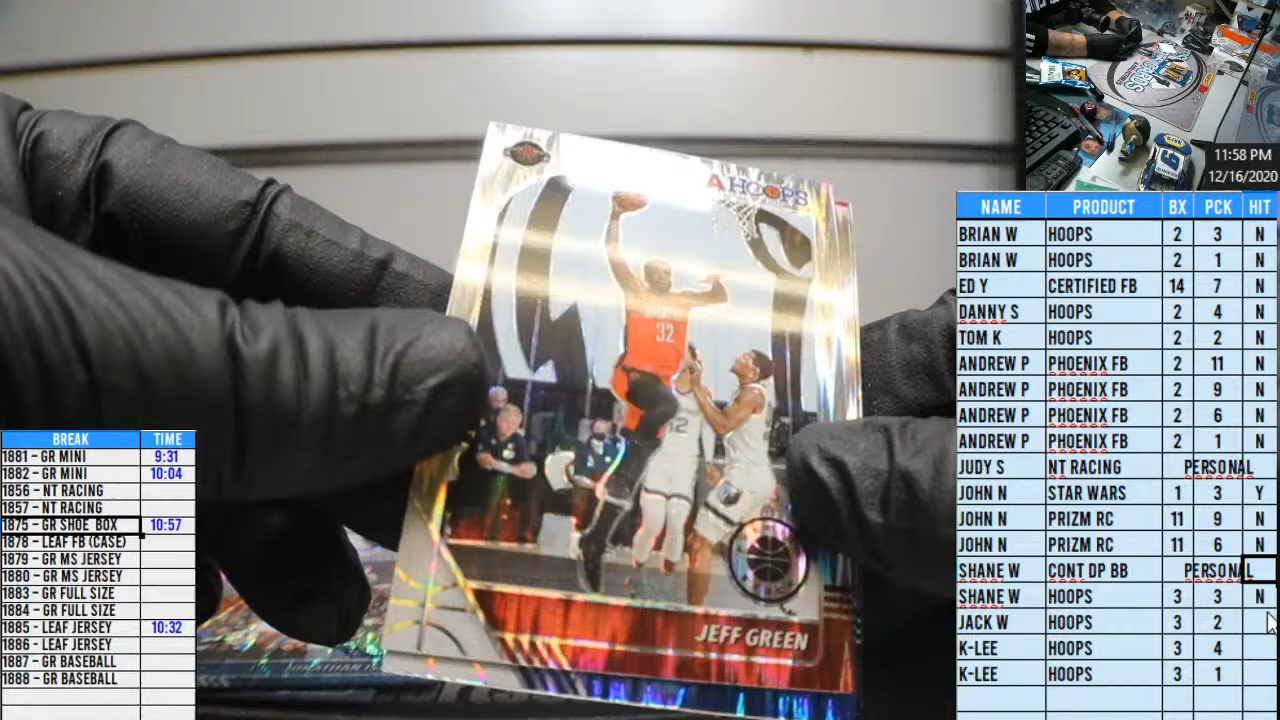 HOOPS
32
JEFF GREEN
11:58 PM
12/16/2020
NAME PRODUCT BX PCK HIT
BRIAN W HOOPS 2 3 N
BRIAN W HOOPS 2 1 N
ED Y CERTIFIED FB 14 7 N
DANNY S HOOPS 2 4 N
TOM K HOOPS 2 2 N
ANDREW P PHOENIX FB 2 11 N
ANDREW P PHOENIX FB 2 9 N
ANDREW P PHOENIX FB 2 6 N
ANDREW P PHOENIX FB 2 1 N
JUDY S NT RACING PERSONAL
JOHN N STAR WARS 1 3 Y
JOHN N PRIZM RC 11 9 N
JOHN N PRIZM RC 11 6 N
SHANE W CONT DP BB PERSONAL
SHANE W HOOPS 3 3 N
JACK W HOOPS 3 2
K-LEE HOOPS 3 4
K-LEE HOOPS 3 1
BREAK TIME
1881 - GR MINI 9:31
1882 - GR MINI 10:04
1856 - NT RACING
1857 - NT RACING
1875 - GR SHOE BOX 10:57
1878 - LEAF FB (CASE)
1879 - GR MS JERSEY
1880 - GR MS JERSEY
1883 - GR FULL SIZE
1884 - GR FULL SIZE
1885 - LEAF JERSEY 10:32
1886 - LEAF JERSEY
1887 - GR BASEBALL
1888 - GR BASEBALL